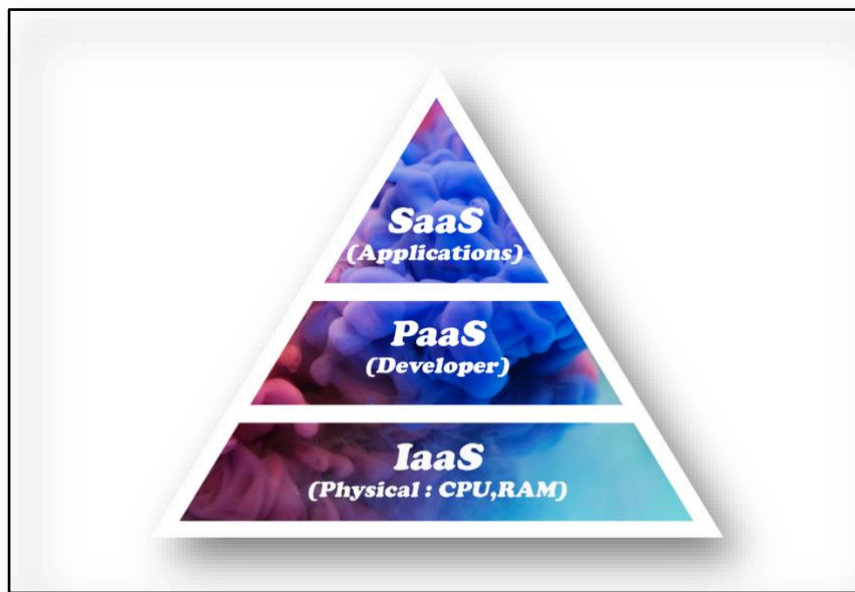 SaaS
(Applications)
PaaS
(Developer)
IaaS
(Physical : CPU,RAM)